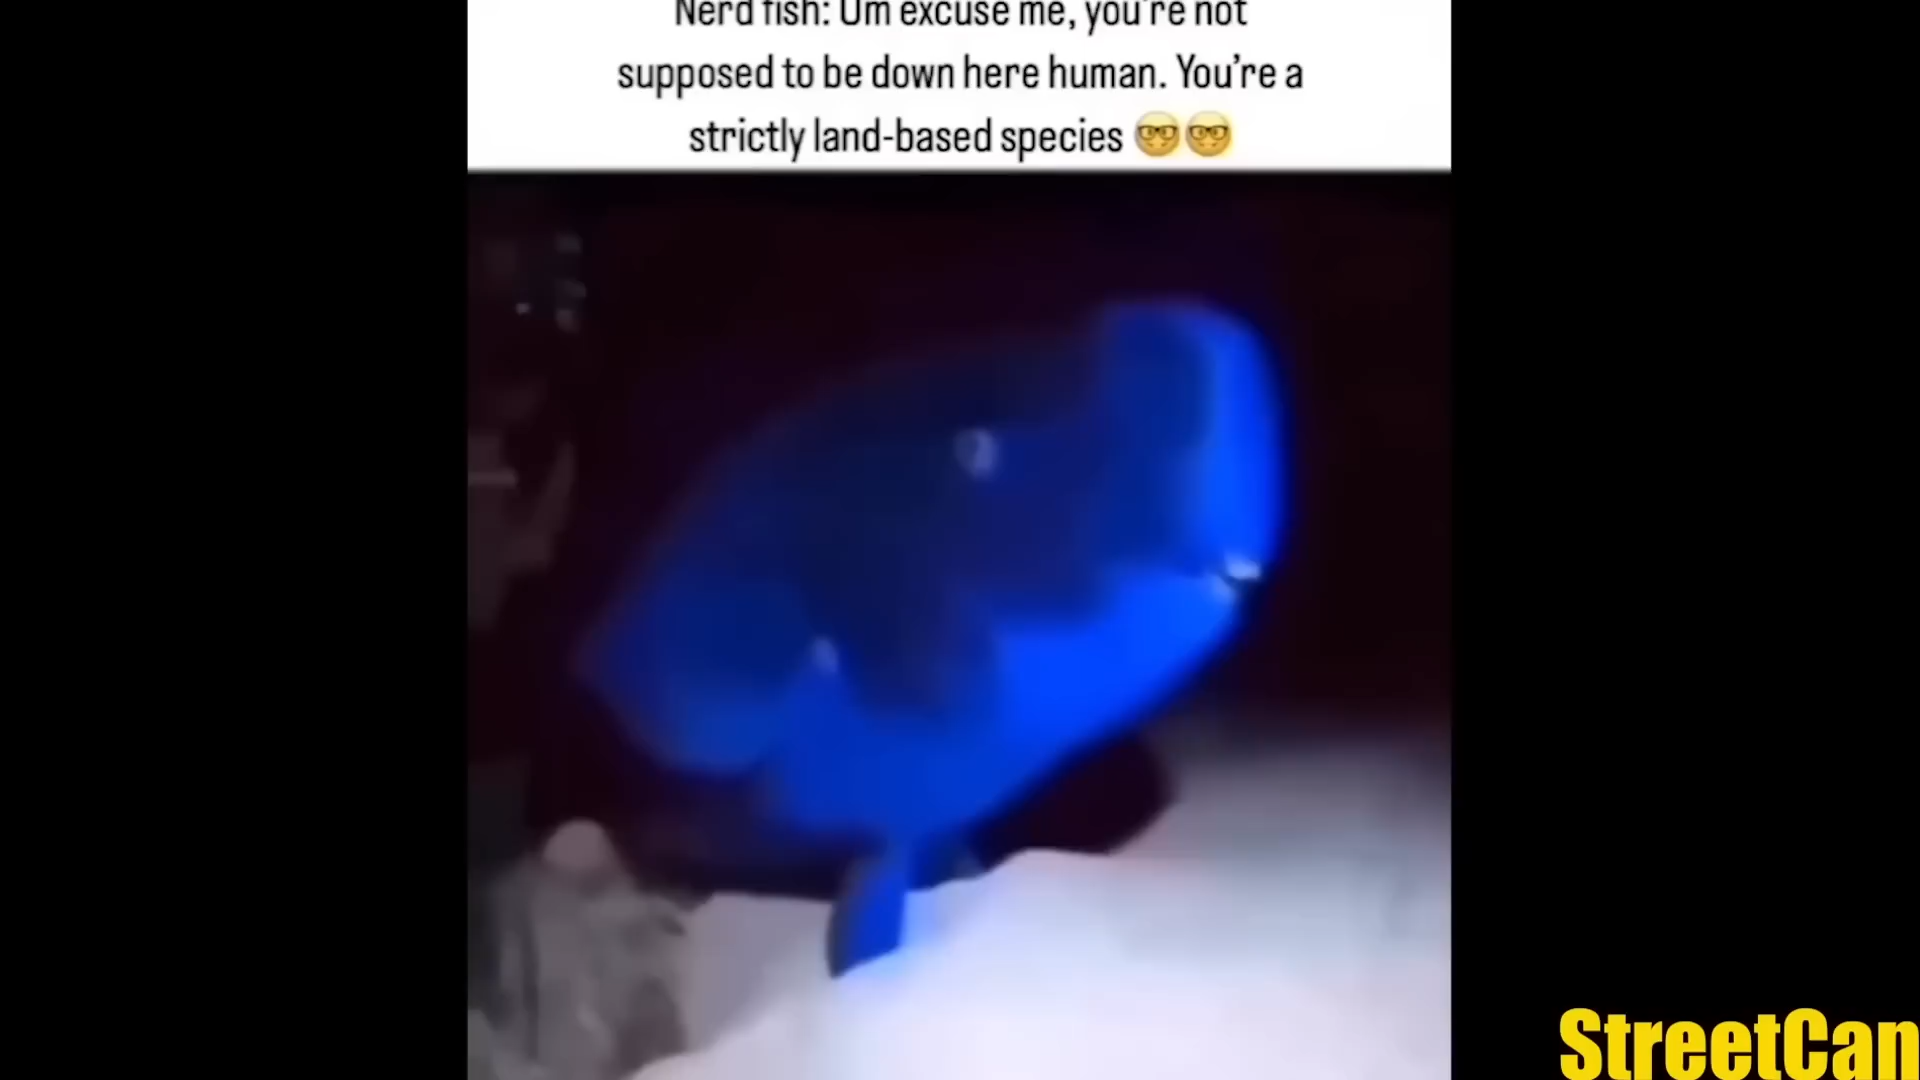 Nerd fish: Um excuse me, you're not
supposed to be down here human. You're a
strictly land-based species 🤓🤓
StreetCan